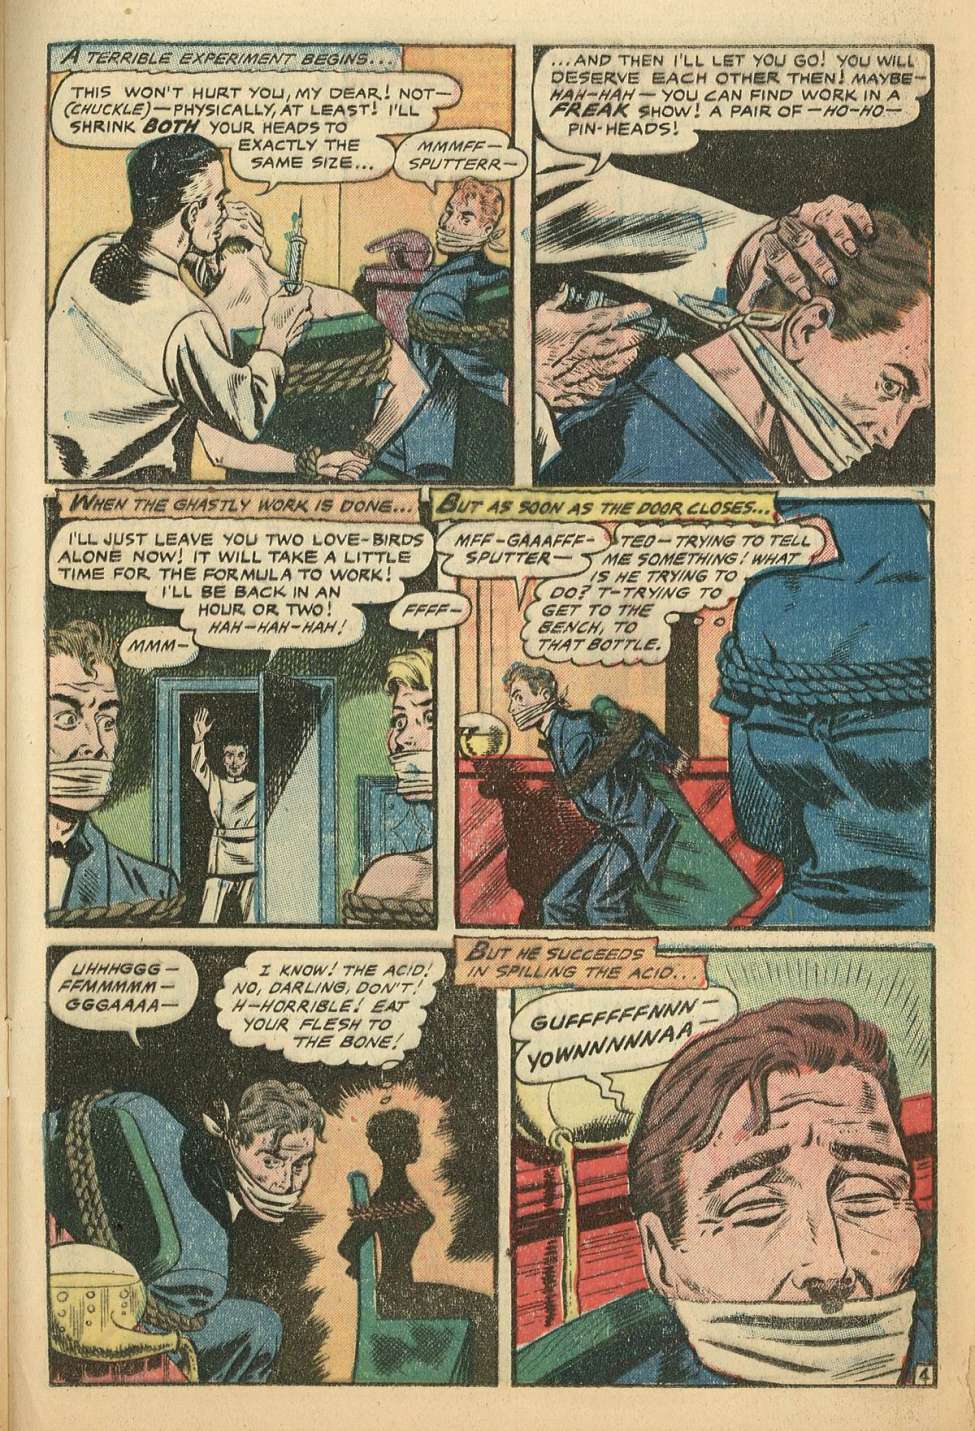 A TERRIBLE EXPERIMENT BEGINS...
THIS WON'T HURT YOU, MY DEAR! NOT—
(CHUCKLE)—PHYSICALLY, AT LEAST! I'LL
SHRINK BOTH YOUR HEADS TO
EXACTLY THE
SAME SIZE...
MMMFF—
SPUTTERR—
...AND THEN I'LL LET YOU GO! YOU WILL
DESERVE EACH OTHER THEN! MAYBE—
HAH-HAH—YOU CAN FIND WORK IN A
FREAK SHOW! A PAIR OF—HO-HO—
PIN-HEADS!
WHEN THE GHASTLY WORK IS DONE...
I'LL JUST LEAVE YOU TWO LOVE-BIRDS
ALONE NOW! IT WILL TAKE A LITTLE
TIME FOR THE FORMULA TO WORK!
I'LL BE BACK IN AN
HOUR OR TWO!
HAH-HAH-HAH!
MMM—
FFFF—
BUT AS SOON AS THE DOOR CLOSES...
MFF-GAAAFFF—
SPUTTER—
TED—TRYING TO TELL
ME SOMETHING! WHAT
IS HE TRYING TO
DO? T-TRYING TO
GET TO THE
BENCH, TO
THAT BOTTLE.
UHHHGGG—
FFMMMMM—
GGGAAAA—
I KNOW! THE ACID!
NO, DARLING, DON'T!
H-HORRIBLE! EAT
YOUR FLESH TO
THE BONE!
BUT HE SUCCEEDS
IN SPILLING THE ACID...
GUFFFFFFNNN—
YOWNNNNNNAA—
4